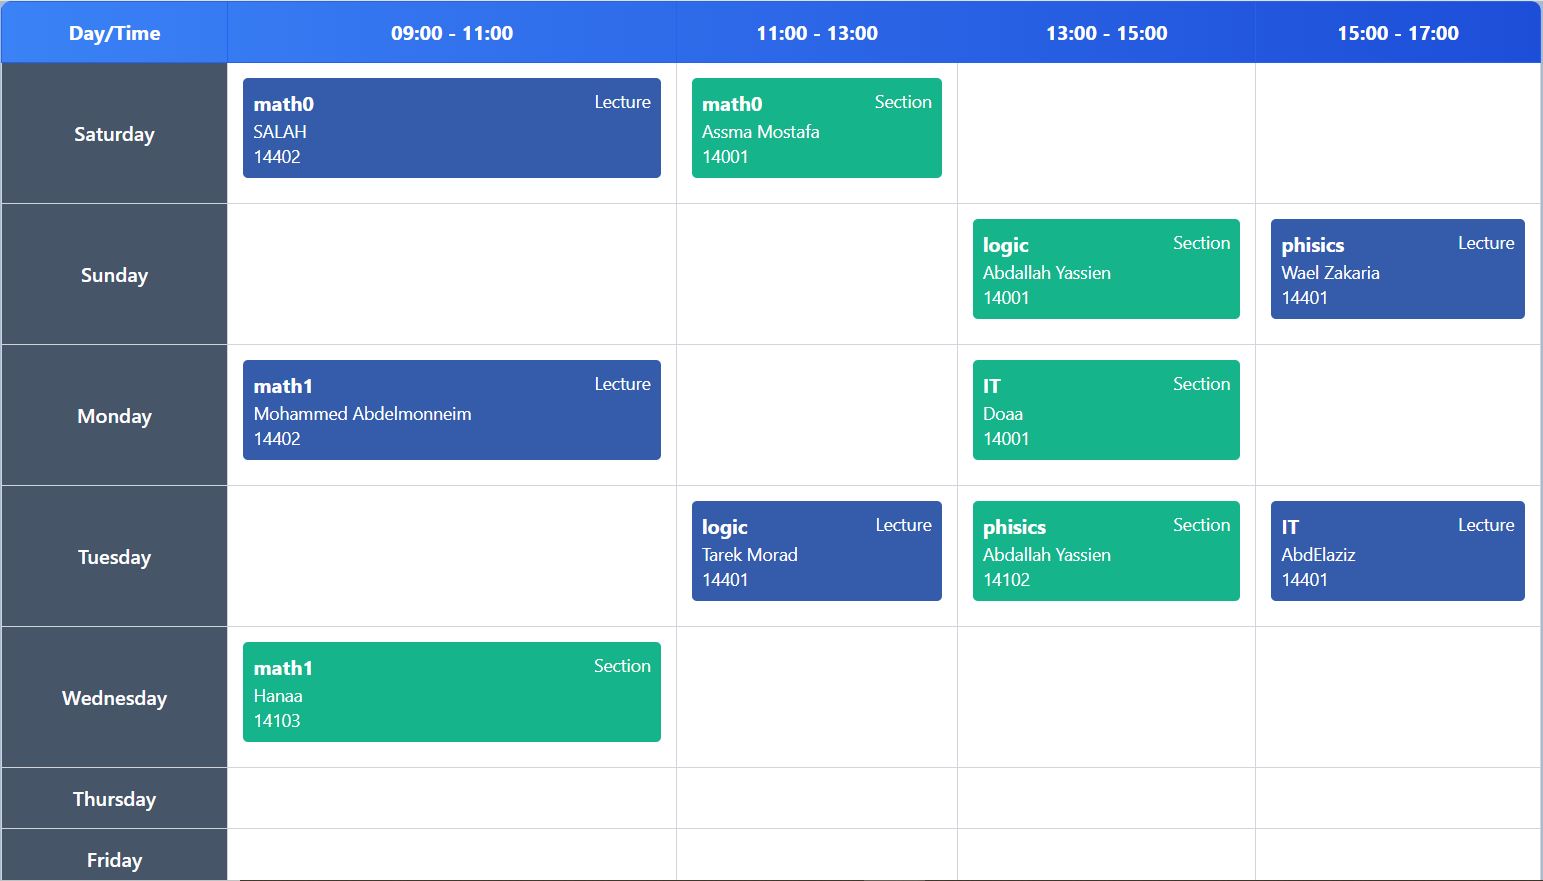 Day/Time
09:00 - 11:00
11:00 - 13:00
13:00 - 15:00
15:00 - 17:00
Saturday
math0 Lecture
SALAH
14402
math0 Section
Assma Mostafa
14001
Sunday
logic Section
Abdallah Yassien
14001
phisics Lecture
Wael Zakaria
14401
Monday
math1 Lecture
Mohammed Abdelmonneim
14402
IT Section
Doaa
14001
Tuesday
logic Lecture
Tarek Morad
14401
phisics Section
Abdallah Yassien
14102
IT Lecture
AbdElaziz
14401
Wednesday
math1 Section
Hanaa
14103
Thursday
Friday